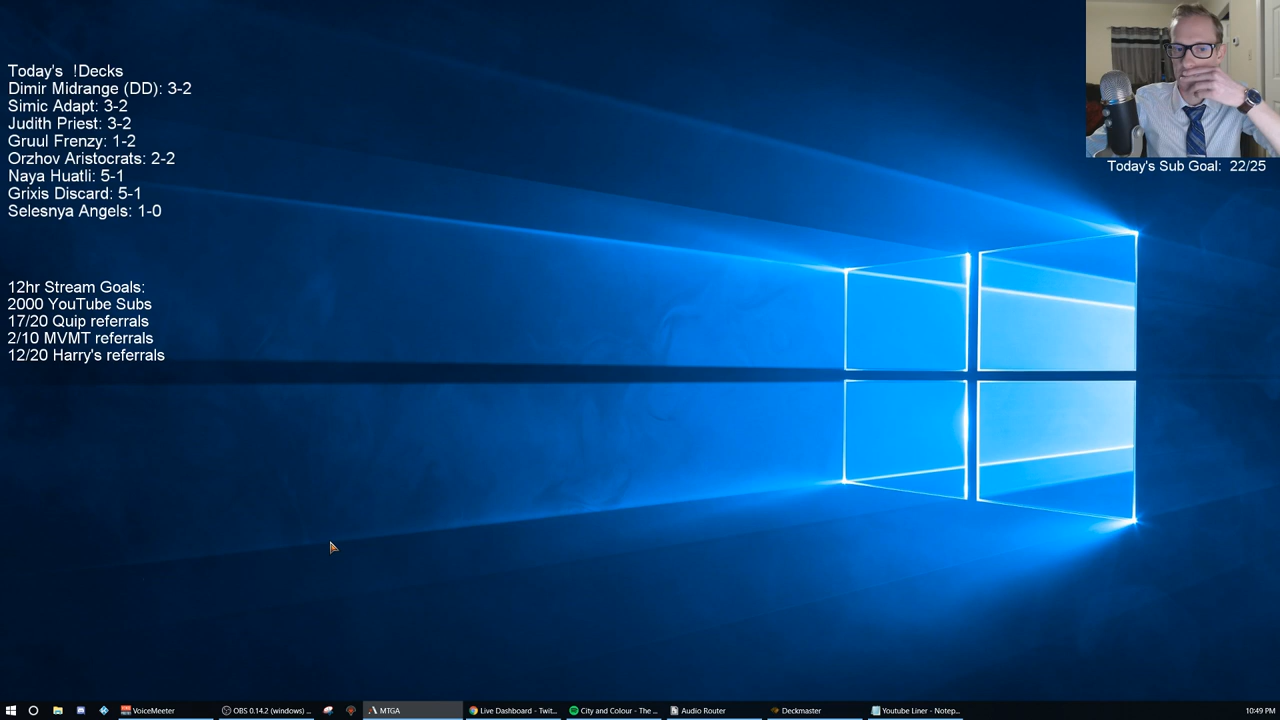 Today's !Decks
Dimir Midrange (DD): 3-2
Simic Adapt: 3-2
Judith Priest: 3-2
Gruul Frenzy: 1-2
Orzhov Aristocrats: 2-2
Naya Huatli: 5-1
Grixis Discard: 5-1
Selesnya Angels: 1-0
Today's Sub Goal: 22/25
12hr Stream Goals:
2000 YouTube Subs
17/20 Quip referrals
2/10 MVMT referrals
12/20 Harry's referrals
VoiceMeeter
OBS 0.14.2 (windows) ...
MTGA
Live Dashboard - Twit...
City and Colour - The ...
Audio Router
Deckmaster
Youtube Liner - Notep...
10:49 PM